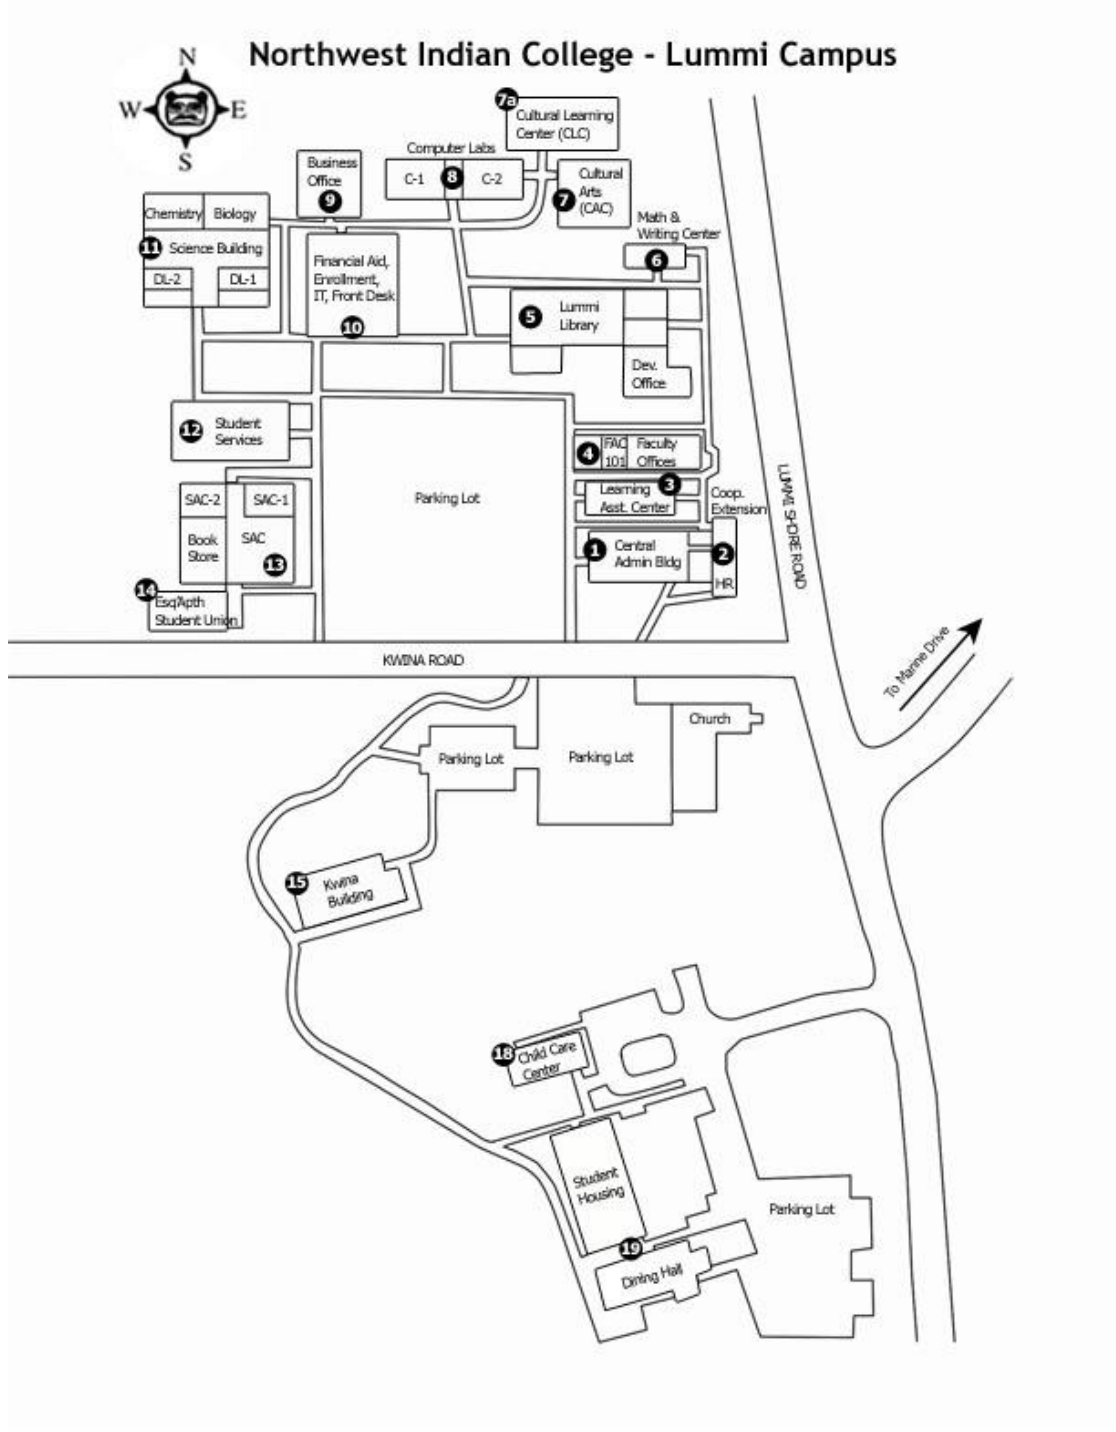 Northwest Indian College - Lummi Campus
N
W E
S
7a
Cultural Learning
Center (CLC)
Computer Labs
C-1 8 C-2
Business
Office
9
Cultural
Arts
7 (CAC)
Math &
Writing Center
6
Chemistry Biology
11 Science Building
DL-2 DL-1
Financial Aid,
Enrollment,
IT, Front Desk
10
5 Lummi
Library
Dev.
Office
12 Student
Services
4 FAC Faculty
101 Offices
3
Learning
Asst. Center
Coop.
Extension
Parking Lot
SAC-2 SAC-1
Book
Store
SAC
13
1 Central
Admin Bldg
2
HR
14
Esq'Apth
Student Union
LUMMI SHORE ROAD
KWINA ROAD
To Marine Drive
Church
Parking Lot
Parking Lot
15 Kwina
Building
18 Child Care
Center
Student
Housing
Parking Lot
19
Dining Hall